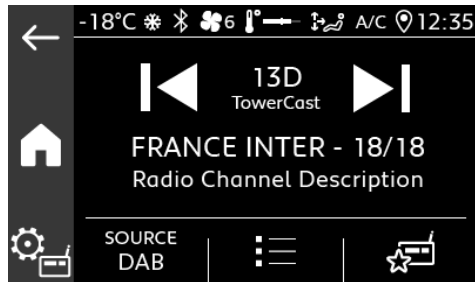 -18°C 6 A/C 12:35
13D
TowerCast
FRANCE INTER - 18/18
Radio Channel Description
SOURCE
DAB